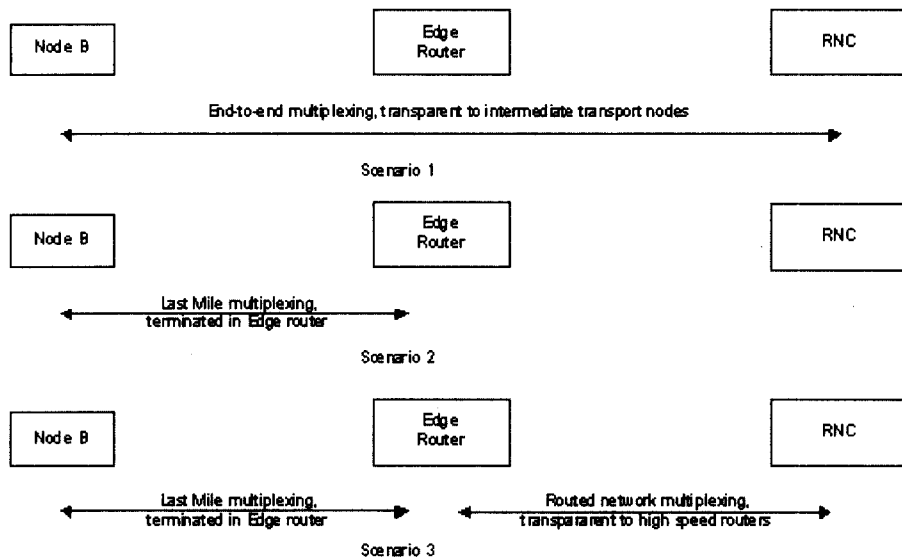 Node B
Edge
Router
RNC
End-to-end multiplexing, transparent to intermediate transport nodes
Scenario 1
Node B
Edge
Router
RNC
Last Mile multiplexing,
terminated in Edge router
Scenario 2
Node B
Edge
Router
RNC
Last Mile multiplexing,
terminated in Edge router
Routed network multiplexing,
transpararent to high speed routers
Scenario 3